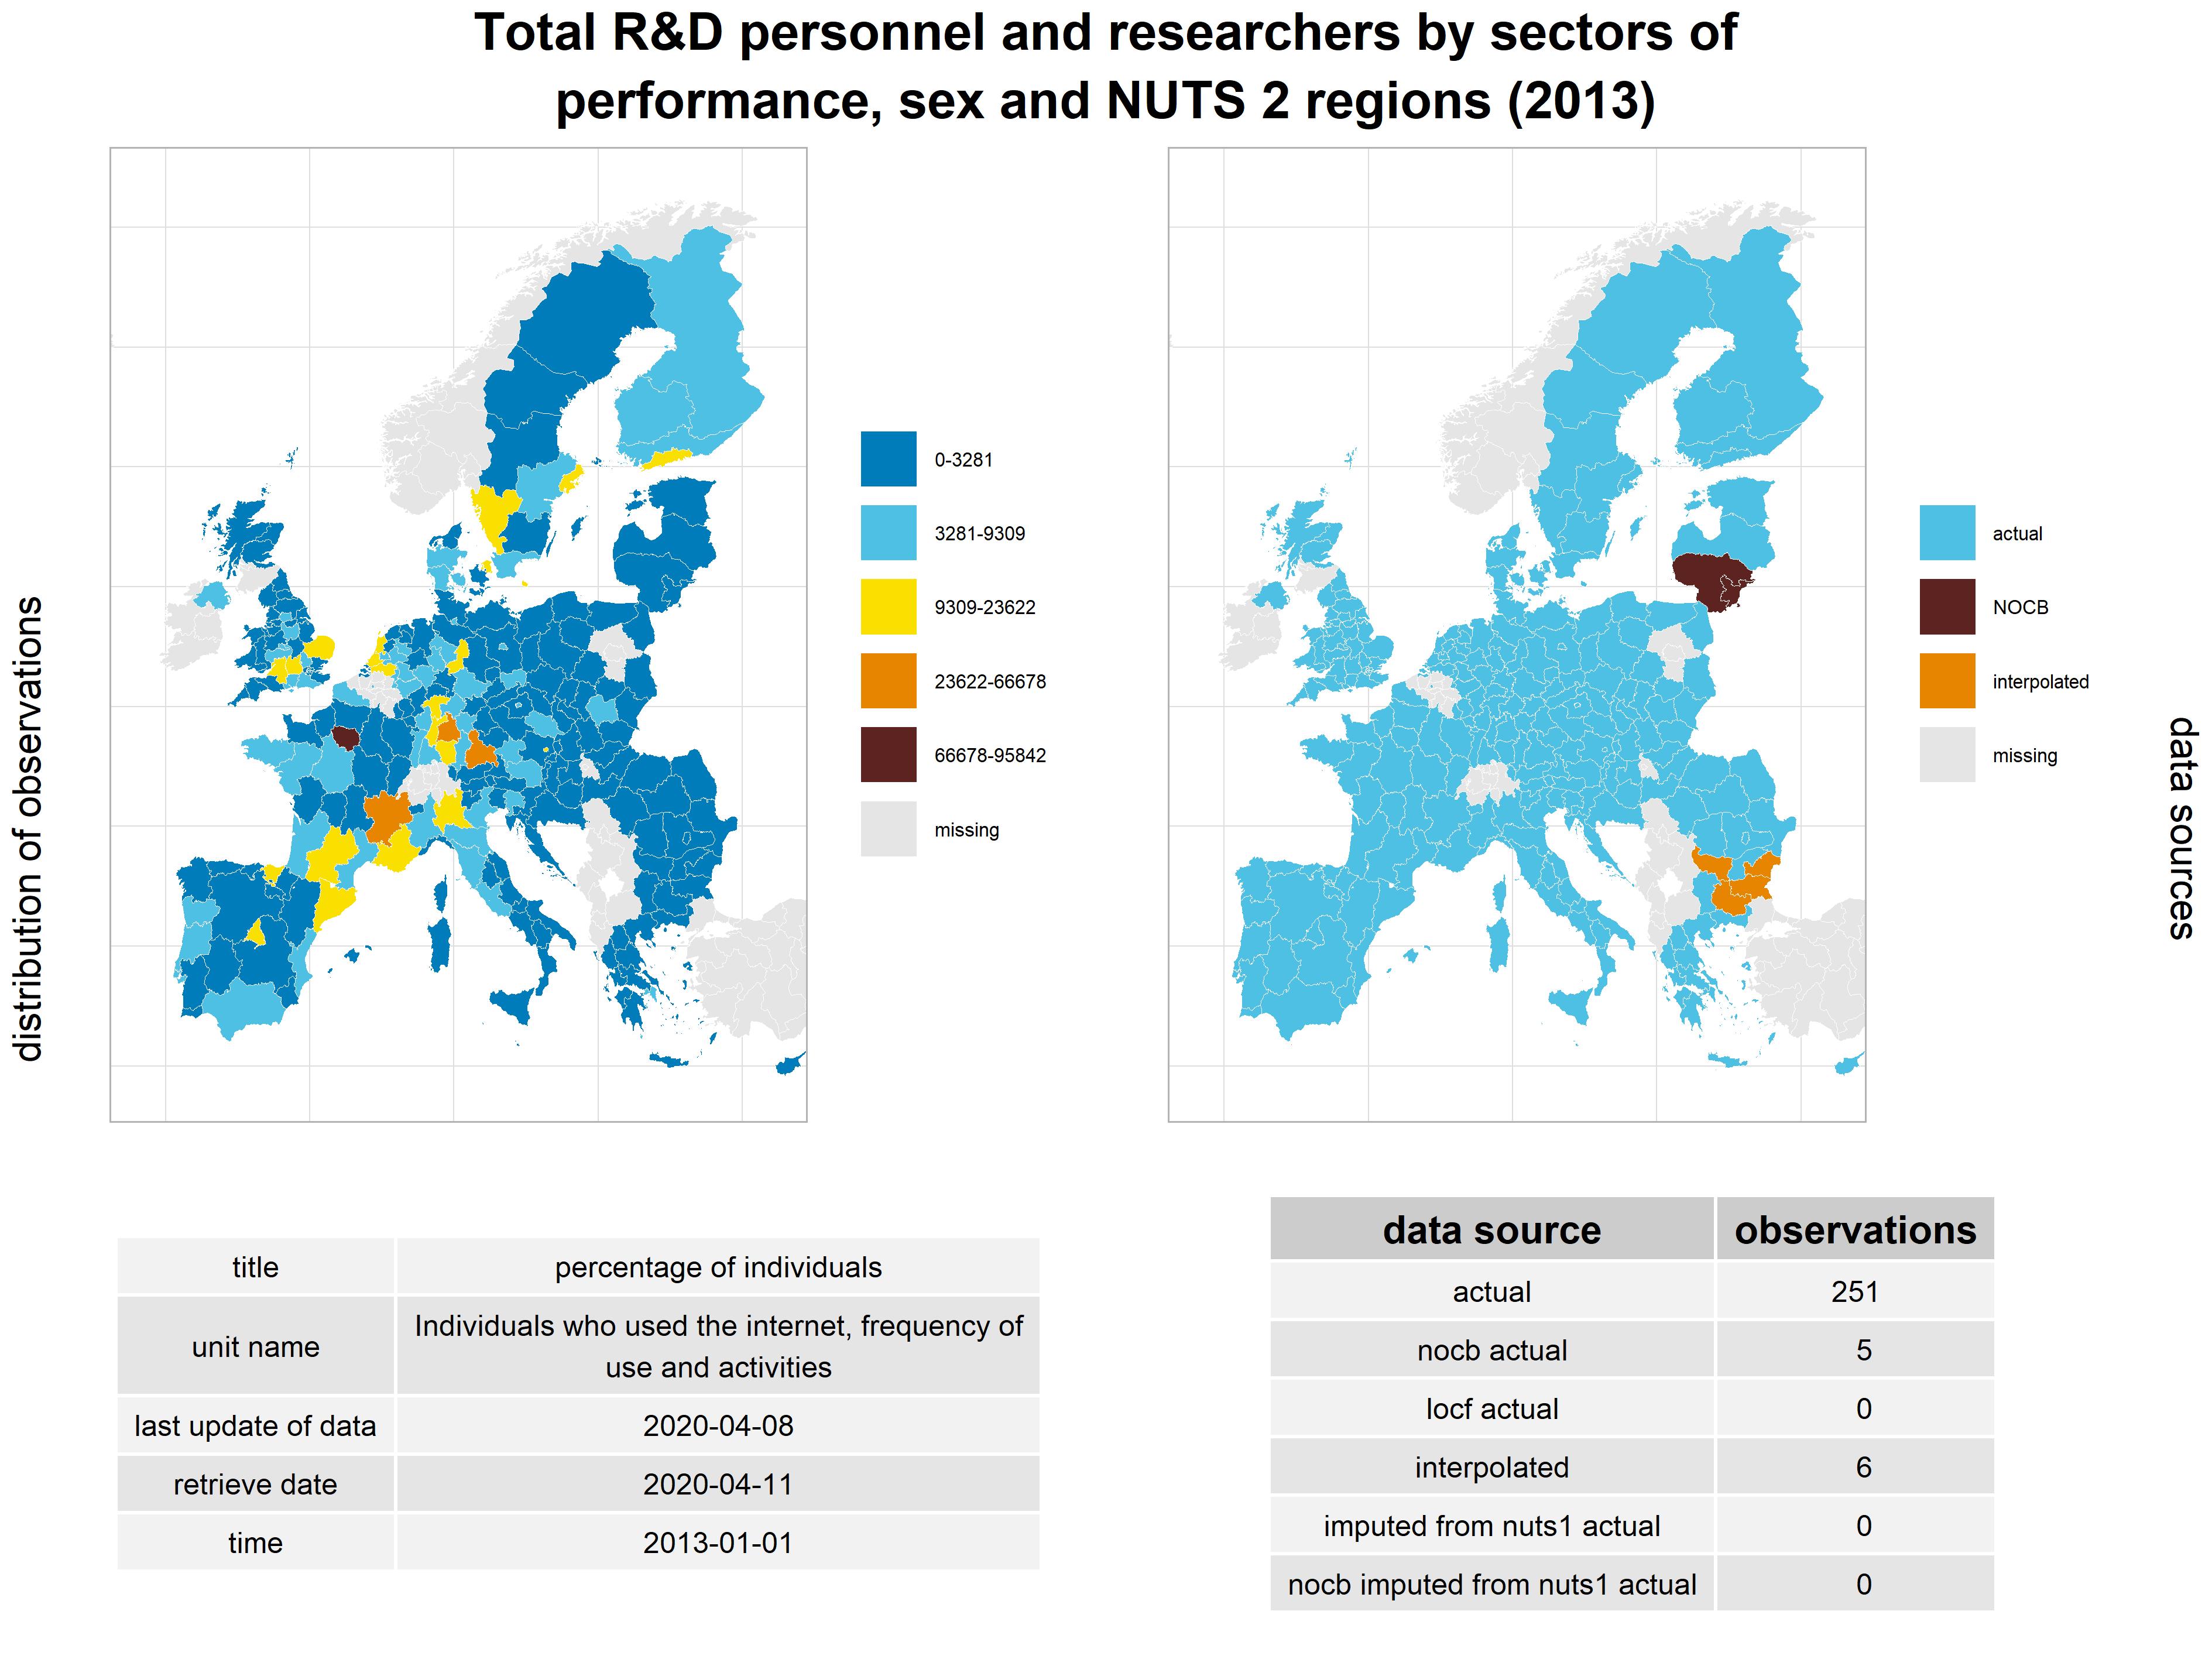 Total R&D personnel and researchers by sectors of
performance, sex and NUTS 2 regions (2013)
distribution of observations
0-3281
3281-9309
9309-23622
23622-66678
66678-95842
missing
actual
NOCB
interpolated
missing
data sources
title percentage of individuals
unit name Individuals who used the internet, frequency of
use and activities
last update of data 2020-04-08
retrieve date 2020-04-11
time 2013-01-01
data source observations
actual 251
nocb actual 5
locf actual 0
interpolated 6
imputed from nuts1 actual 0
nocb imputed from nuts1 actual 0